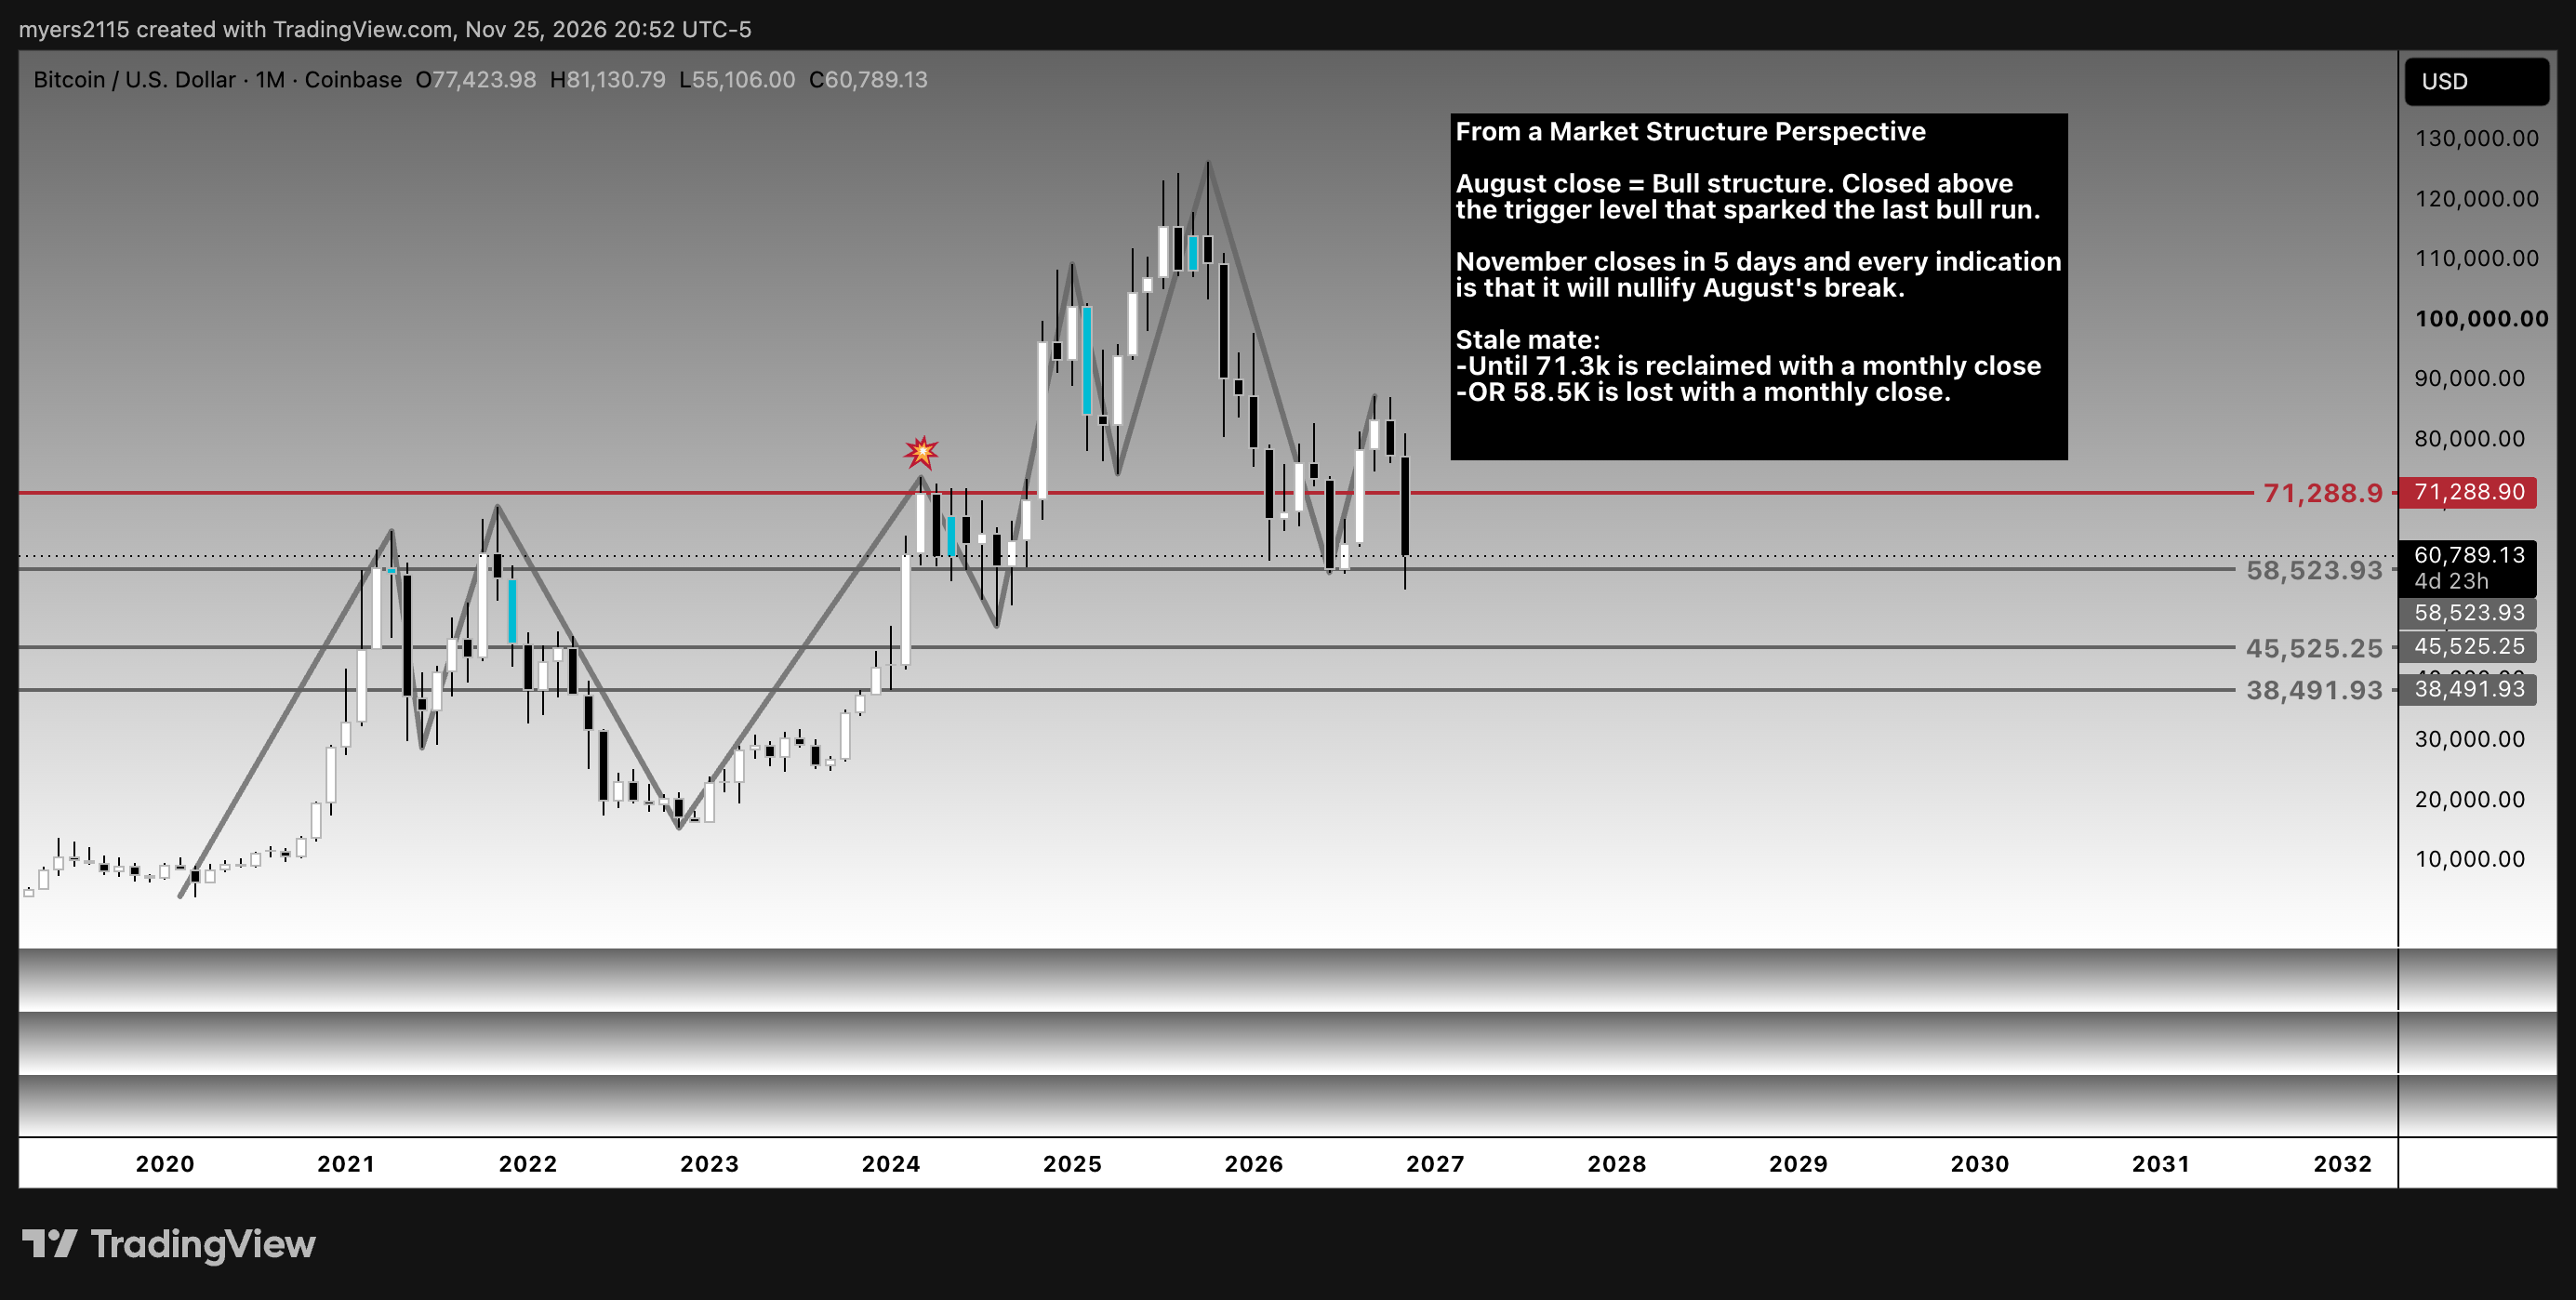 myers2115 created with TradingView.com, Nov 25, 2026 20:52 UTC-5
Bitcoin / U.S. Dollar · 1M · Coinbase O77,423.98 H81,130.79 L55,106.00 C60,789.13
USD
From a Market Structure Perspective
August close = Bull structure. Closed above
the trigger level that sparked the last bull run.
November closes in 5 days and every indication
is that it will nullify August's break.
Stale mate:
-Until 71.3k is reclaimed with a monthly close
-OR 58.5K is lost with a monthly close.
130,000.00
120,000.00
110,000.00
100,000.00
90,000.00
80,000.00
71,288.9
71,288.90
60,789.13
4d 23h
58,523.93
58,523.93
45,525.25
45,525.25
38,491.93
38,491.93
30,000.00
20,000.00
10,000.00
2020 2021 2022 2023 2024 2025 2026 2027 2028 2029 2030 2031 2032
TradingView